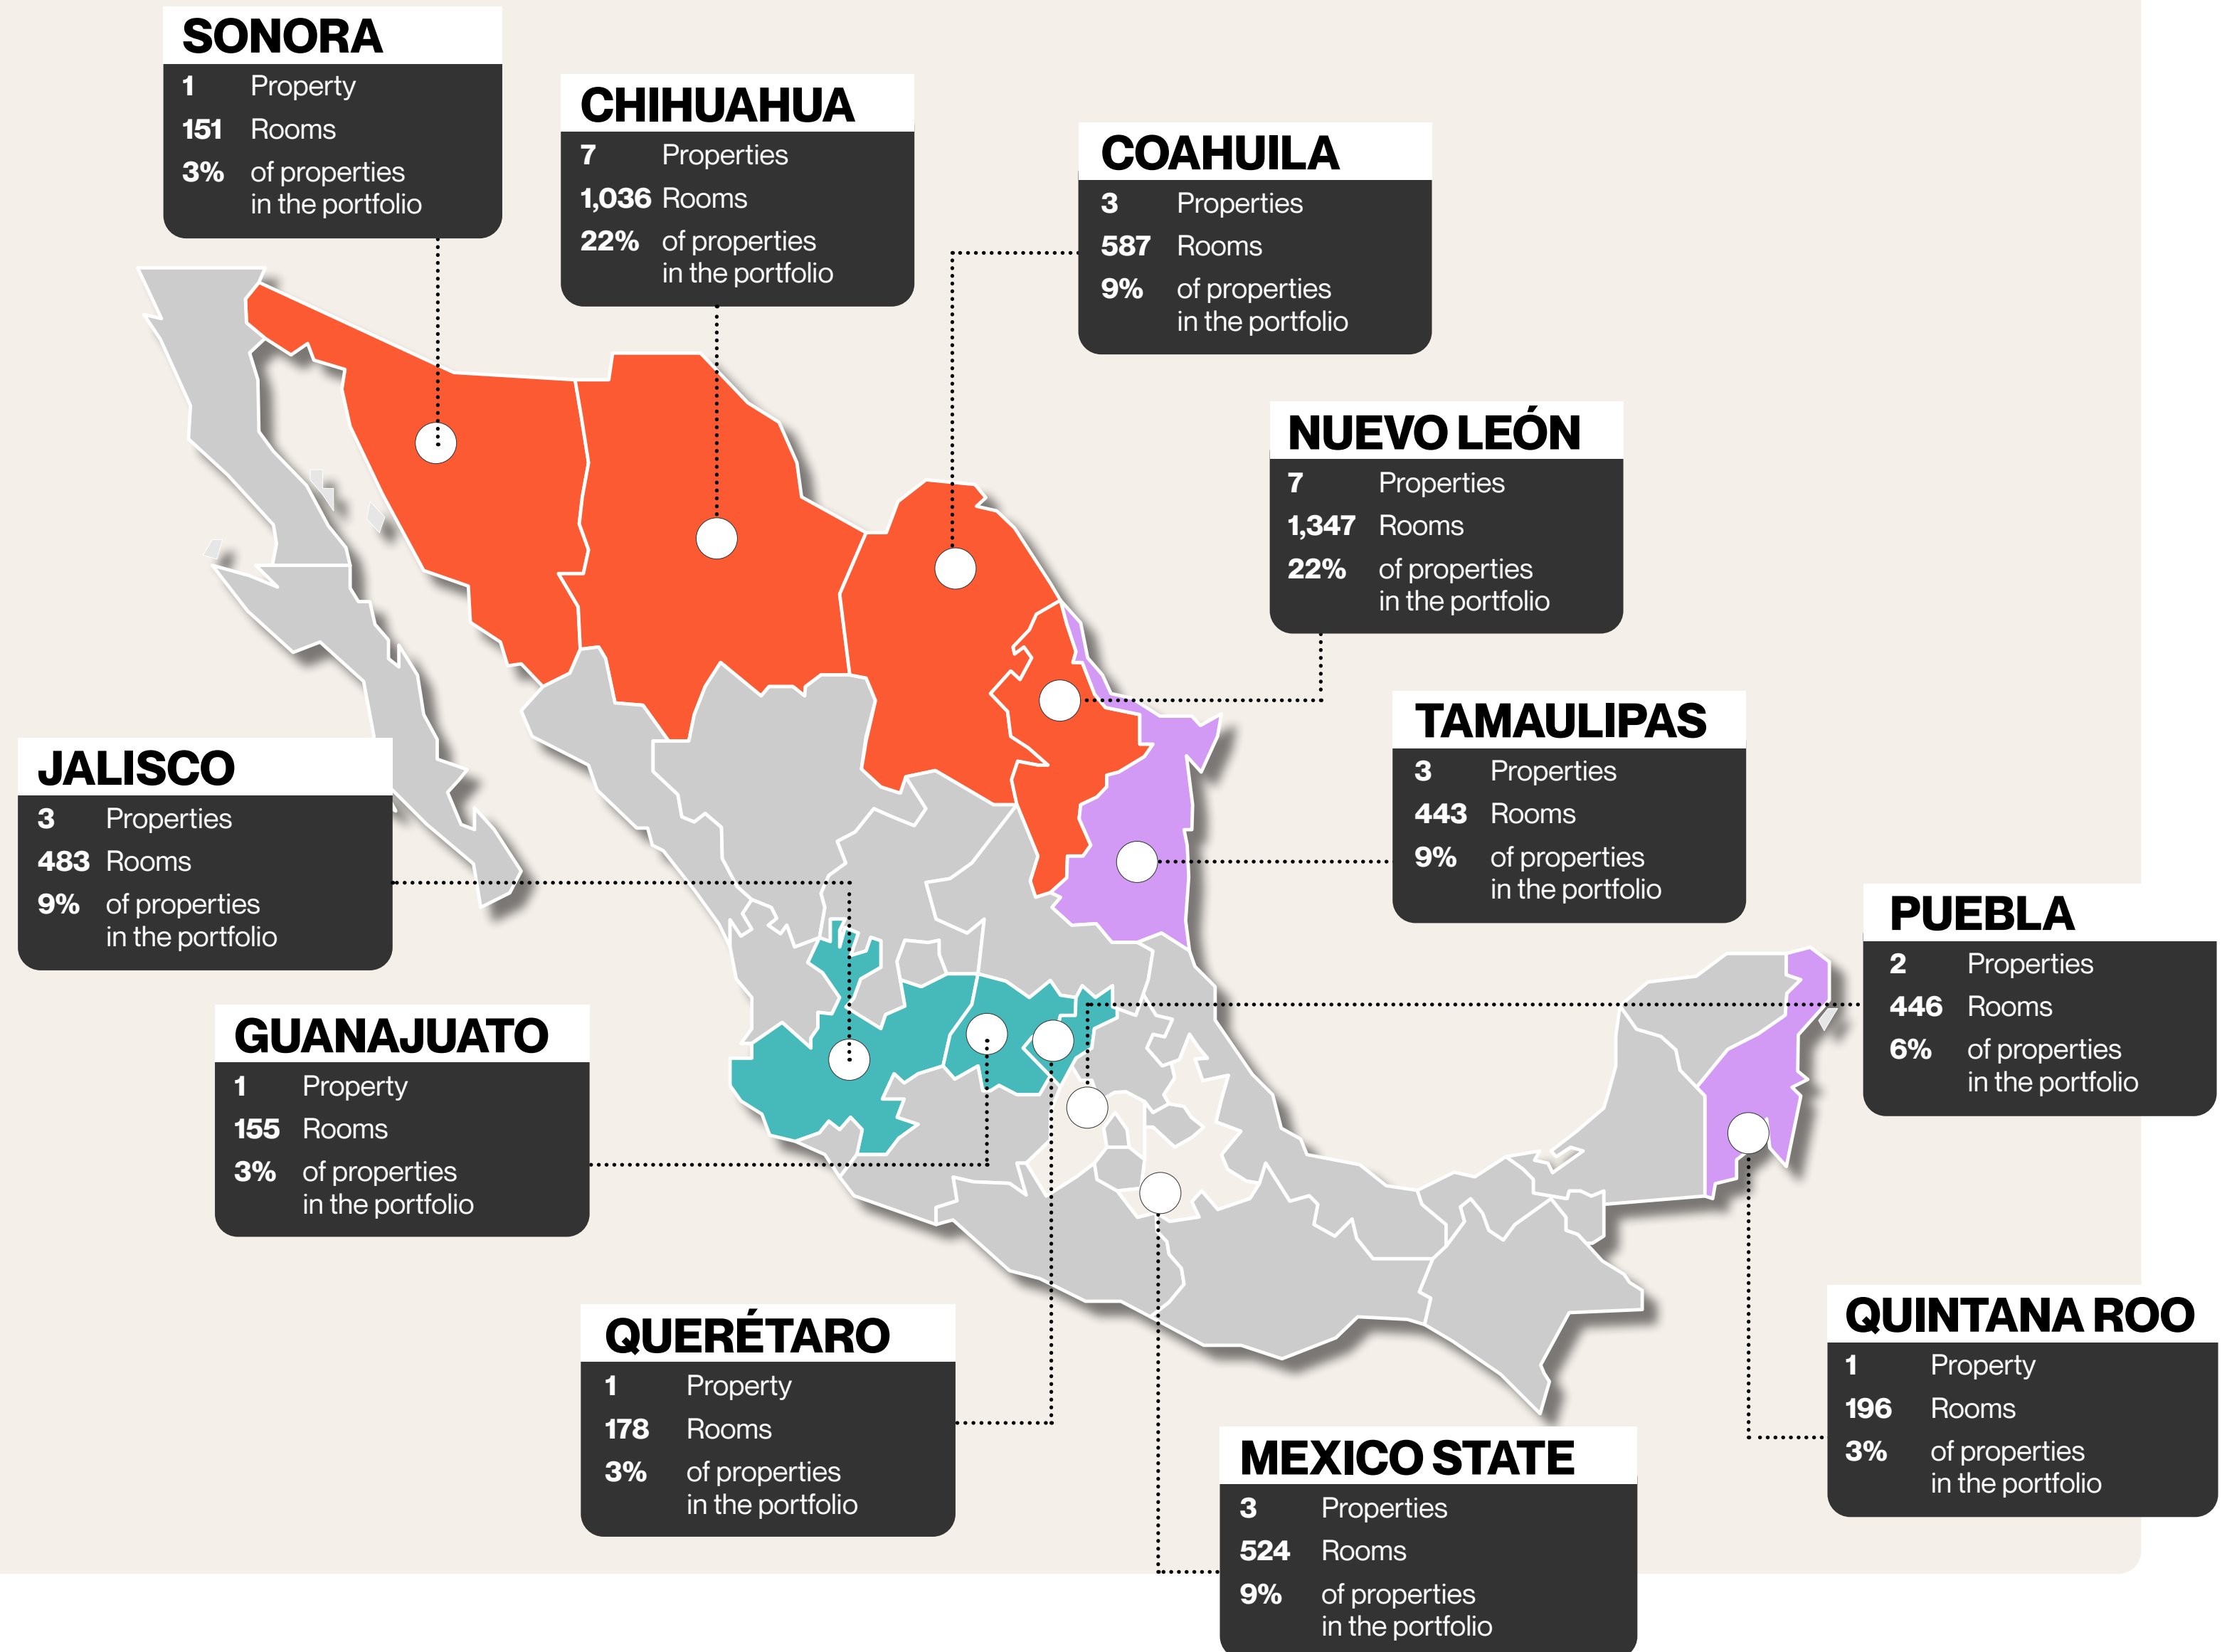 SONORA
1 Property
151 Rooms
3% of properties
in the portfolio
CHIHUAHUA
7 Properties
1,036 Rooms
22% of properties
in the portfolio
COAHUILA
3 Properties
587 Rooms
9% of properties
in the portfolio
NUEVO LEÓN
7 Properties
1,347 Rooms
22% of properties
in the portfolio
TAMAULIPAS
3 Properties
443 Rooms
9% of properties
in the portfolio
JALISCO
3 Properties
483 Rooms
9% of properties
in the portfolio
PUEBLA
2 Properties
446 Rooms
6% of properties
in the portfolio
GUANAJUATO
1 Property
155 Rooms
3% of properties
in the portfolio
QUERÉTARO
1 Property
178 Rooms
3% of properties
in the portfolio
QUINTANA ROO
1 Property
196 Rooms
3% of properties
in the portfolio
MEXICO STATE
3 Properties
524 Rooms
9% of properties
in the portfolio